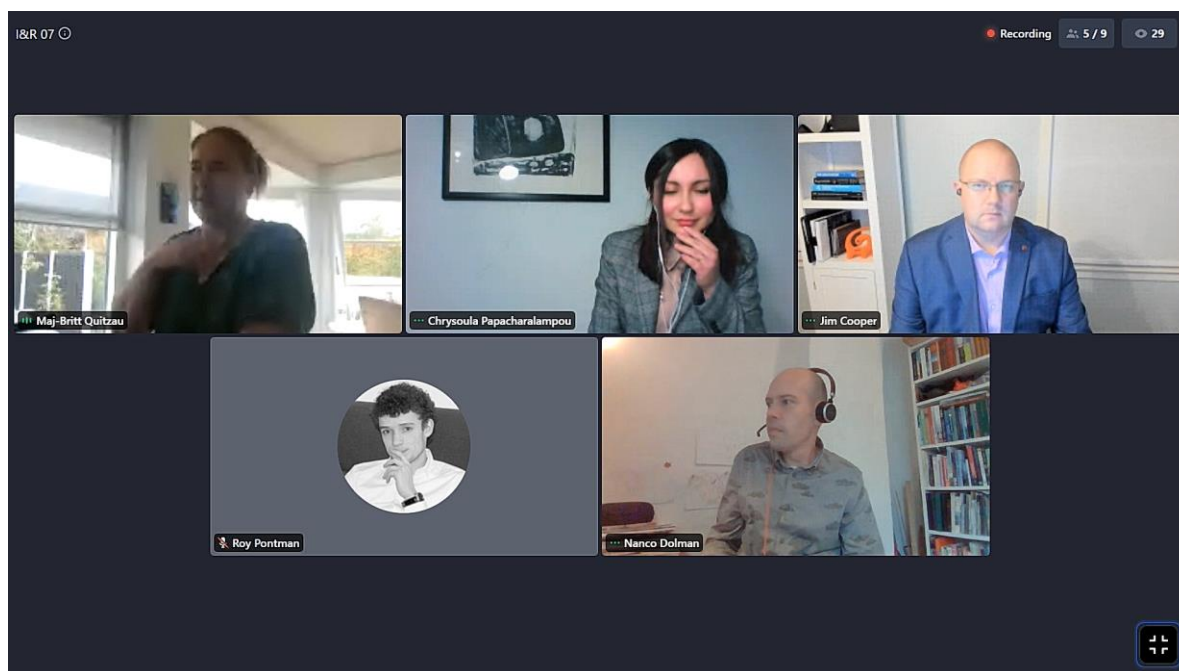 I&R 07
Recording
5 / 9
29
Maj-Britt Quitzau
Chrysoula Papacharalampou
Jim Cooper
Roy Pontman
Nanco Dolman